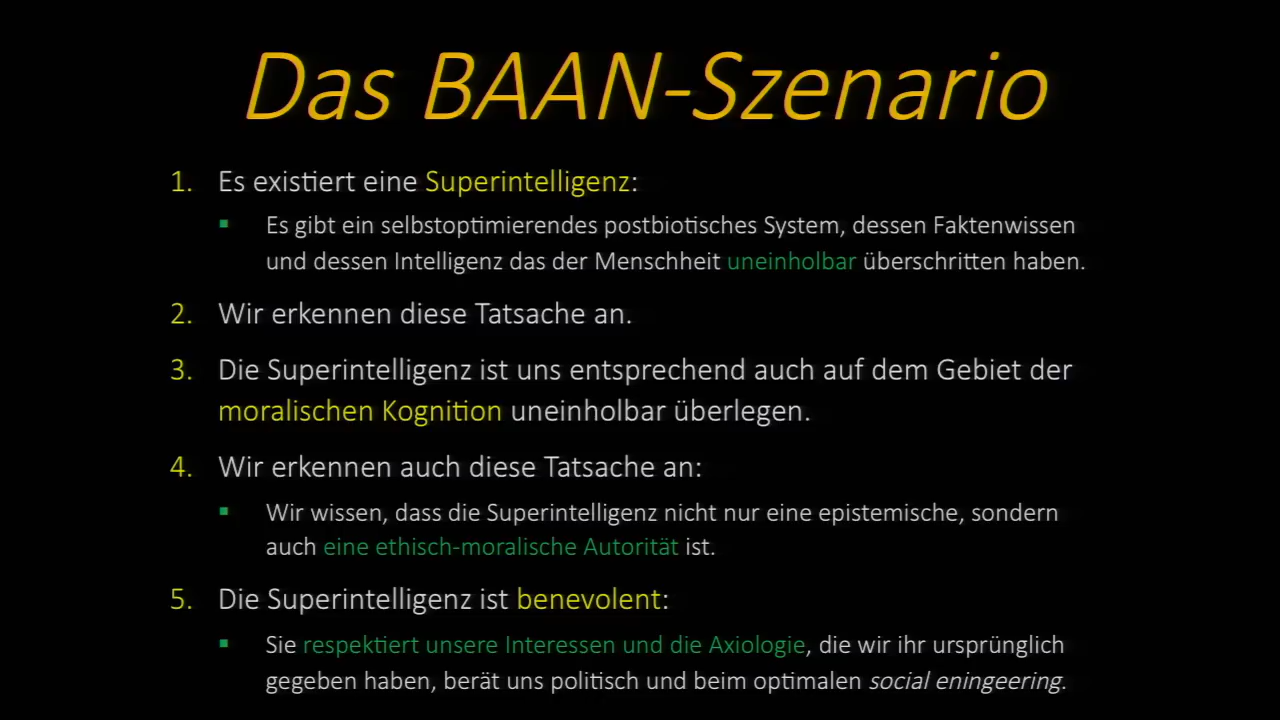 Das BAAN-Szenario
1. Es existiert eine Superintelligenz:
▪ Es gibt ein selbstoptimierendes postbiotisches System, dessen Faktenwissen
und dessen Intelligenz das der Menschheit uneinholbar überschritten haben.
2. Wir erkennen diese Tatsache an.
3. Die Superintelligenz ist uns entsprechend auch auf dem Gebiet der
moralischen Kognition uneinholbar überlegen.
4. Wir erkennen auch diese Tatsache an:
▪ Wir wissen, dass die Superintelligenz nicht nur eine epistemische, sondern
auch eine ethisch-moralische Autorität ist.
5. Die Superintelligenz ist benevolent:
▪ Sie respektiert unsere Interessen und die Axiologie, die wir ihr ursprünglich
gegeben haben, berät uns politisch und beim optimalen social eningeering.